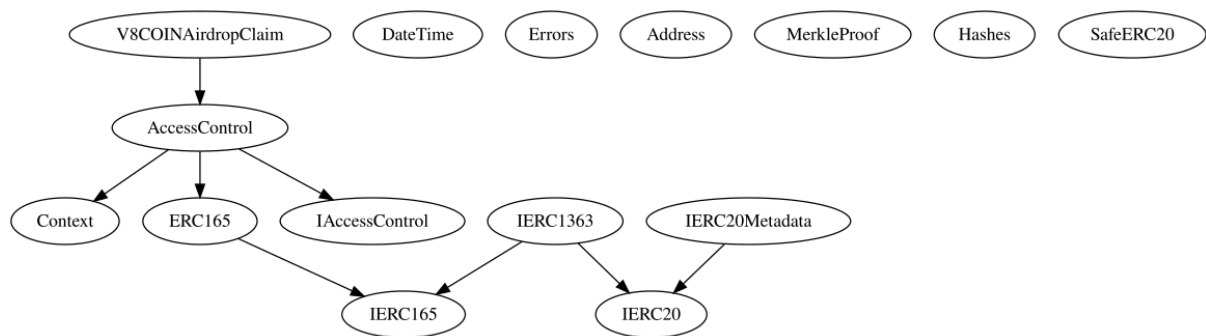 V8COINAirdropClaim
DateTime
Errors
Address
MerkleProof
Hashes
SafeERC20
AccessControl
Context
ERC165
IAccessControl
IERC1363
IERC20Metadata
IERC165
IERC20